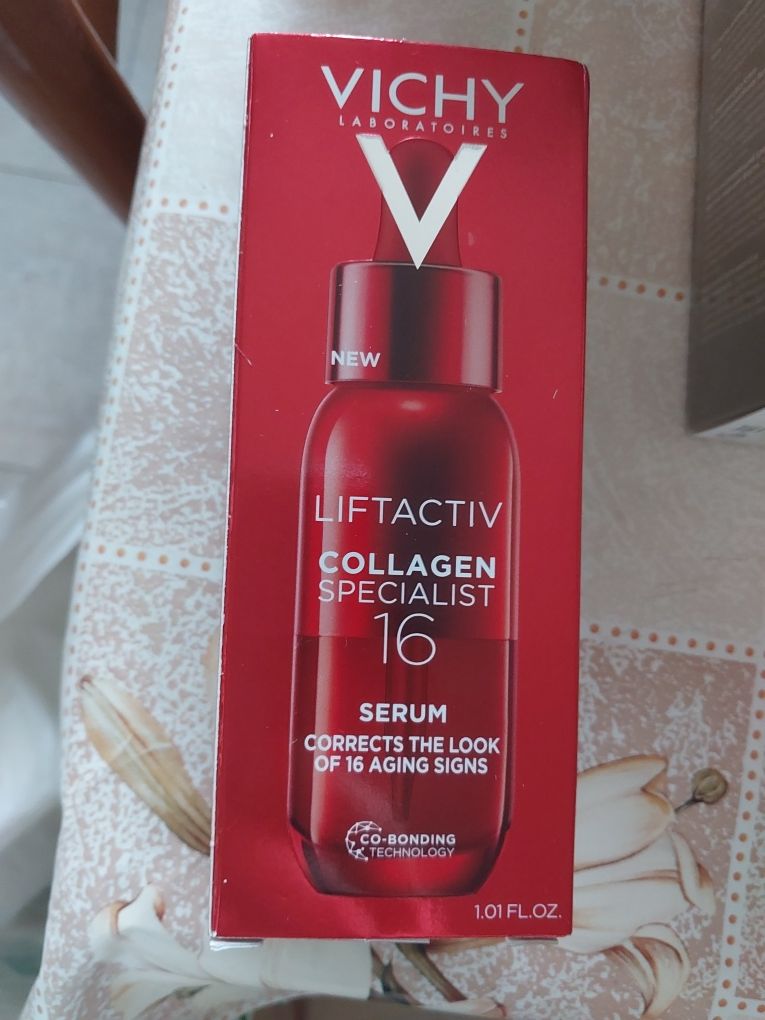 VICHY
LABORATOIRES
NEW
LIFTACTIV
COLLAGEN
SPECIALIST
16
SERUM
CORRECTS THE LOOK
OF 16 AGING SIGNS
CO-BONDING
TECHNOLOGY
1.01 FL.OZ.